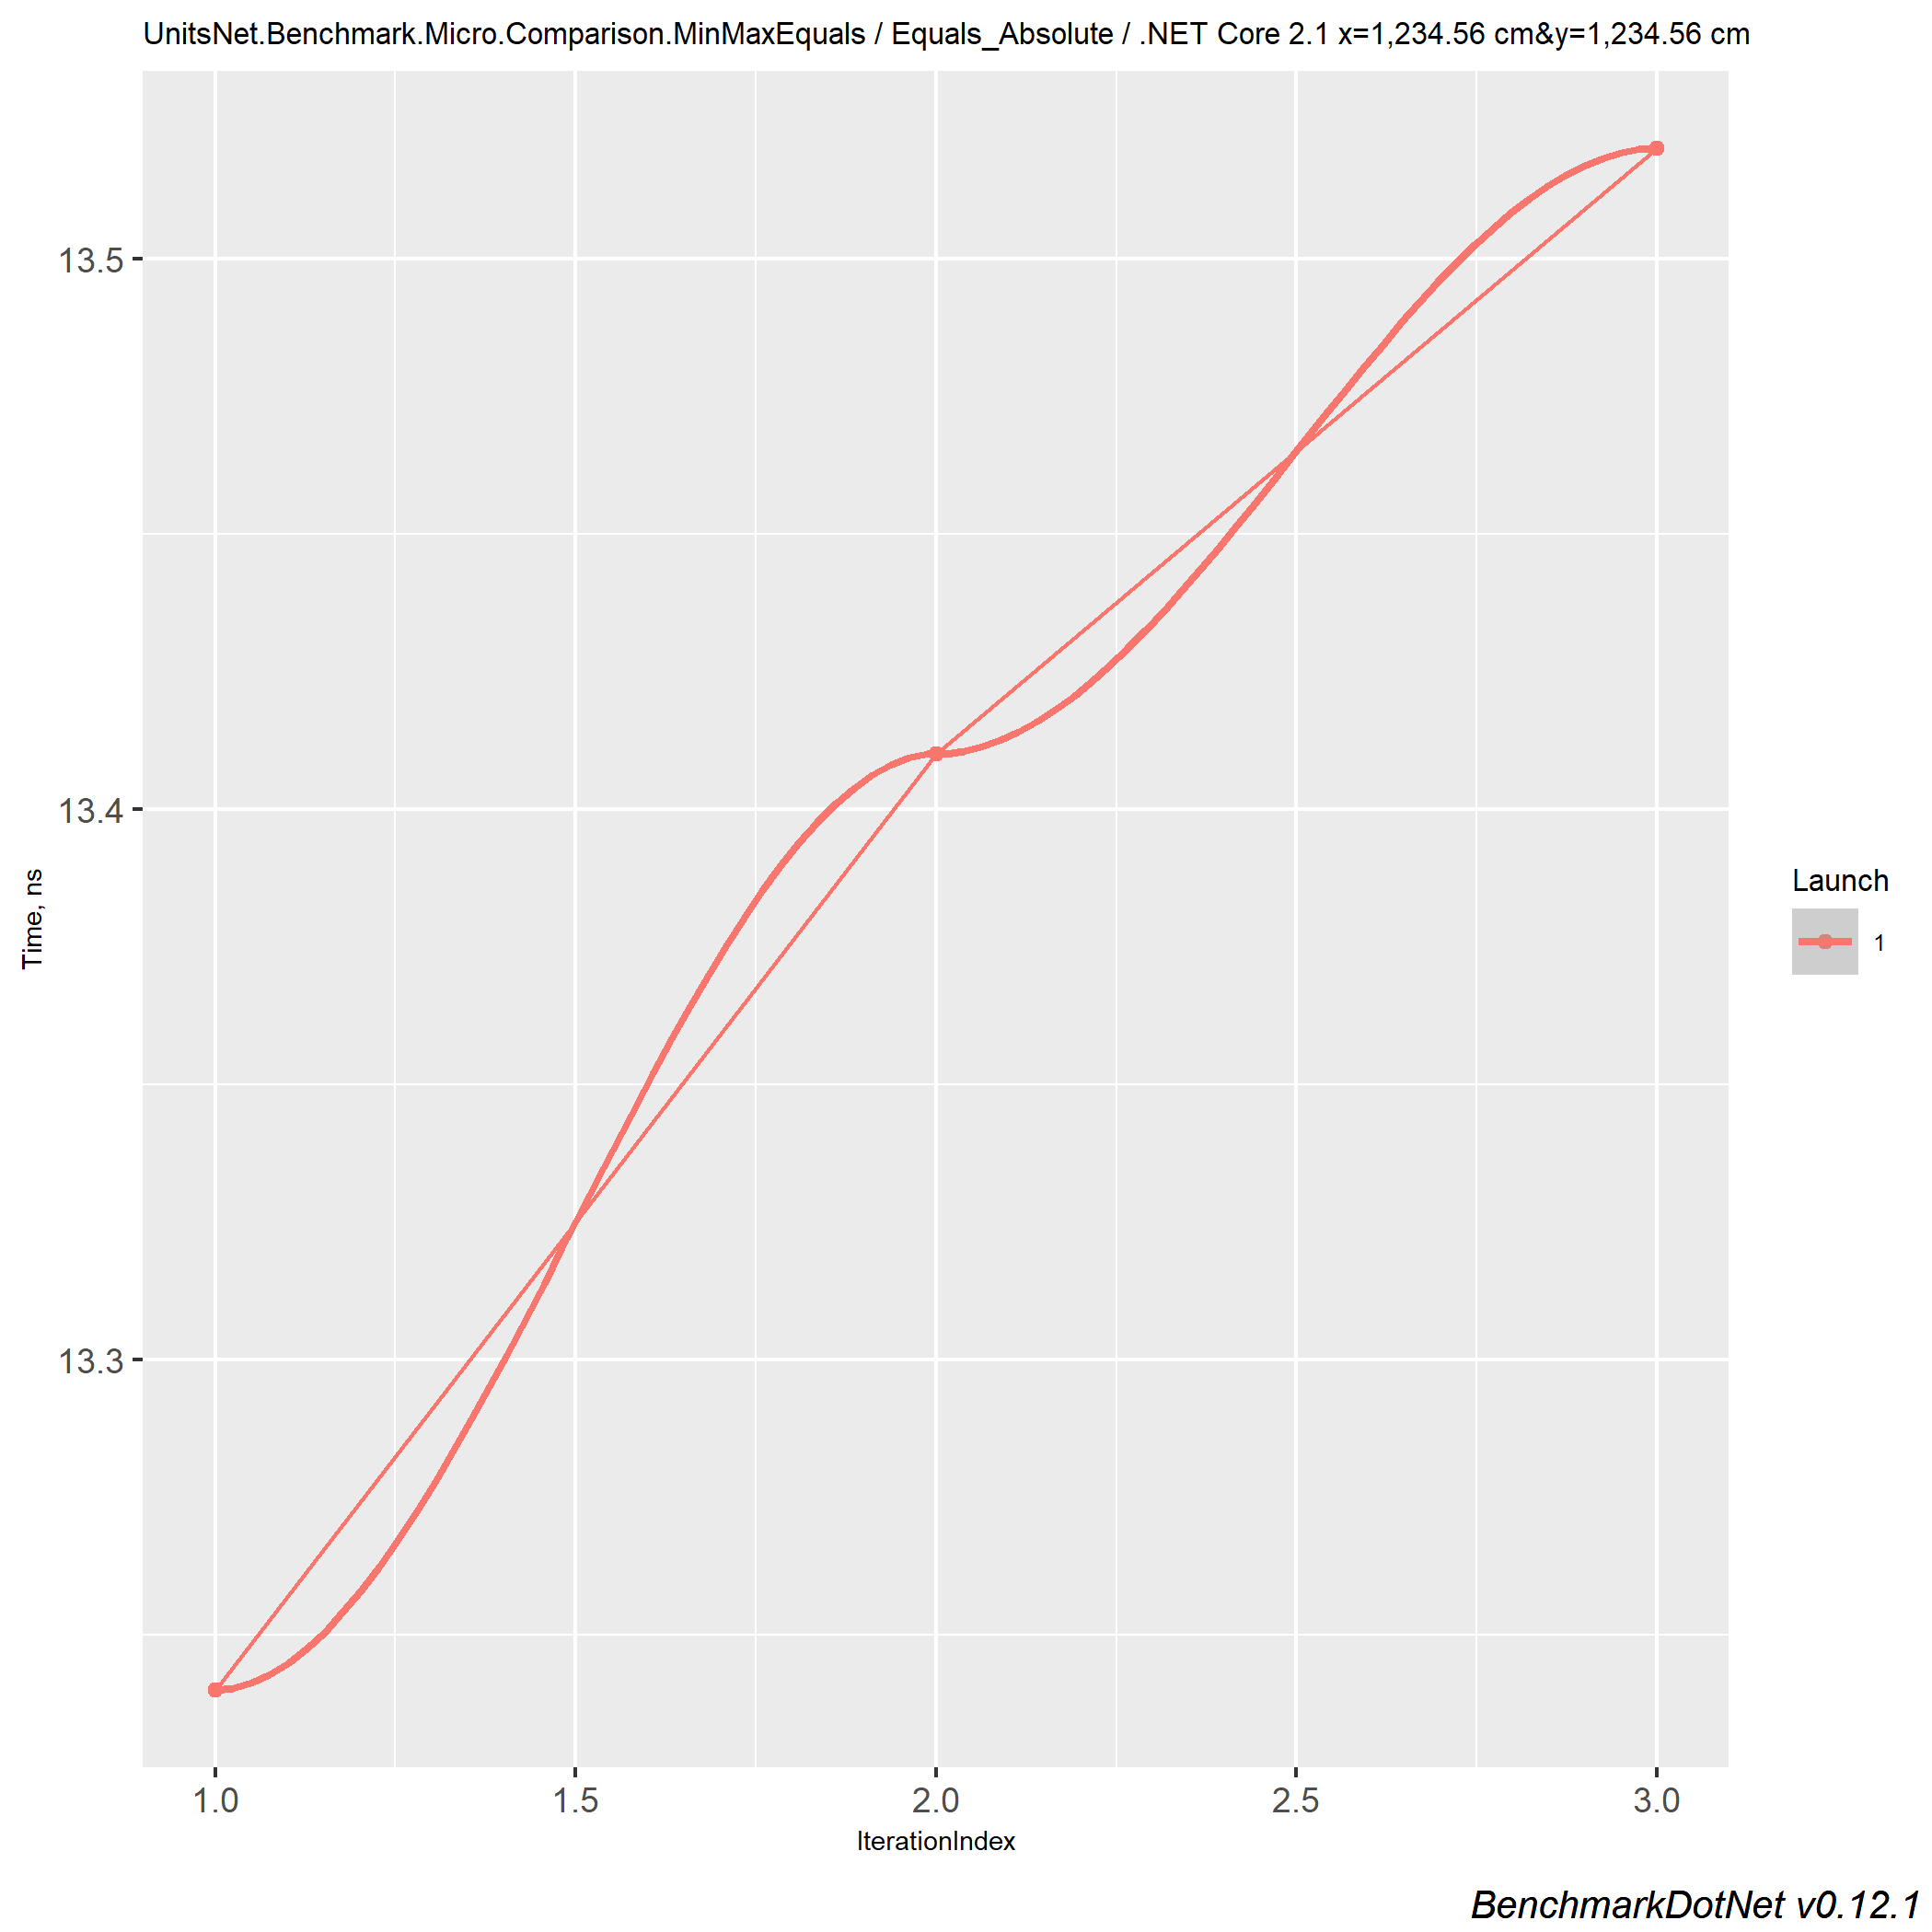 UnitsNet.Benchmark.Micro.Comparison.MinMaxEquals / Equals_Absolute / .NET Core 2.1 x=1,234.56 cm&y=1,234.56 cm
13.5
13.4
13.3
Time, ns
1.0 1.5 2.0 2.5 3.0
IterationIndex
Launch
1
BenchmarkDotNet v0.12.1